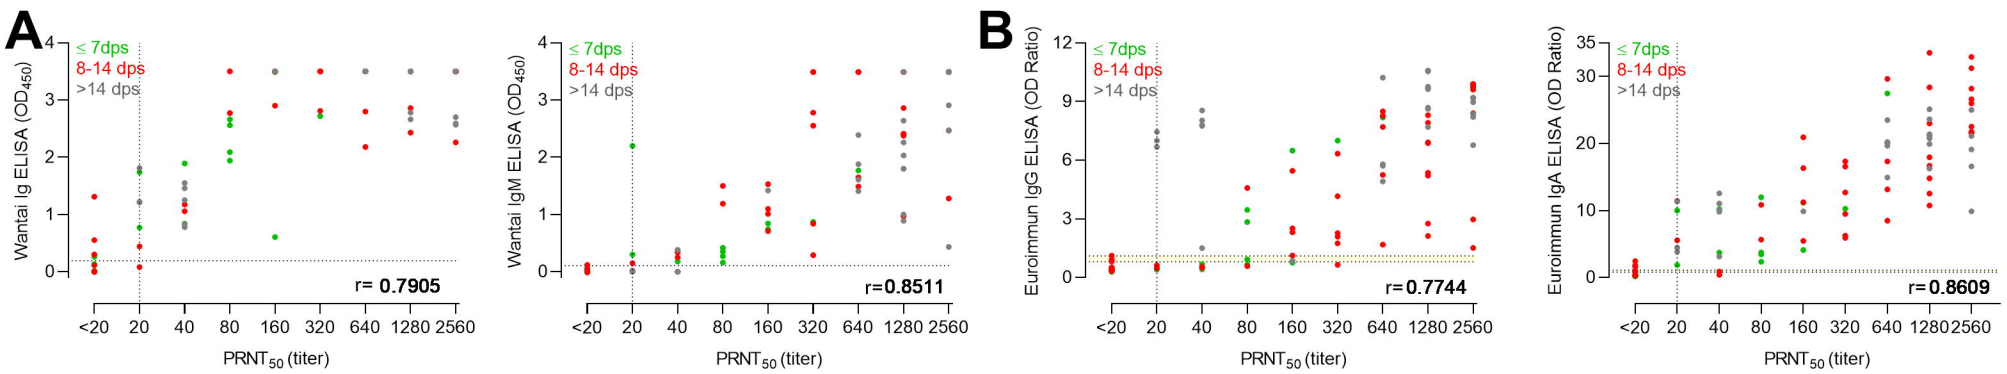 A
Wantai Ig ELISA (OD450)
4
3
2
1
0
≤ 7dps
8-14 dps
>14 dps
r= 0.7905
<20 20 40 80 160 320 640 1280 2560
PRNT50 (titer)
Wantai IgM ELISA (OD450)
4
3
2
1
0
≤ 7dps
8-14 dps
>14 dps
r=0.8511
<20 20 40 80 160 320 640 1280 2560
PRNT50 (titer)
B
Euroimmun IgG ELISA (OD Ratio)
12
9
6
3
0
≤ 7dps
8-14 dps
>14 dps
r=0.7744
<20 20 40 80 160 320 640 1280 2560
PRNT50 (titer)
Euroimmun IgA ELISA (OD Ratio)
35
30
20
10
0
≤ 7dps
8-14 dps
>14 dps
r=0.8609
<20 20 40 80 160 320 640 1280 2560
PRNT50 (titer)